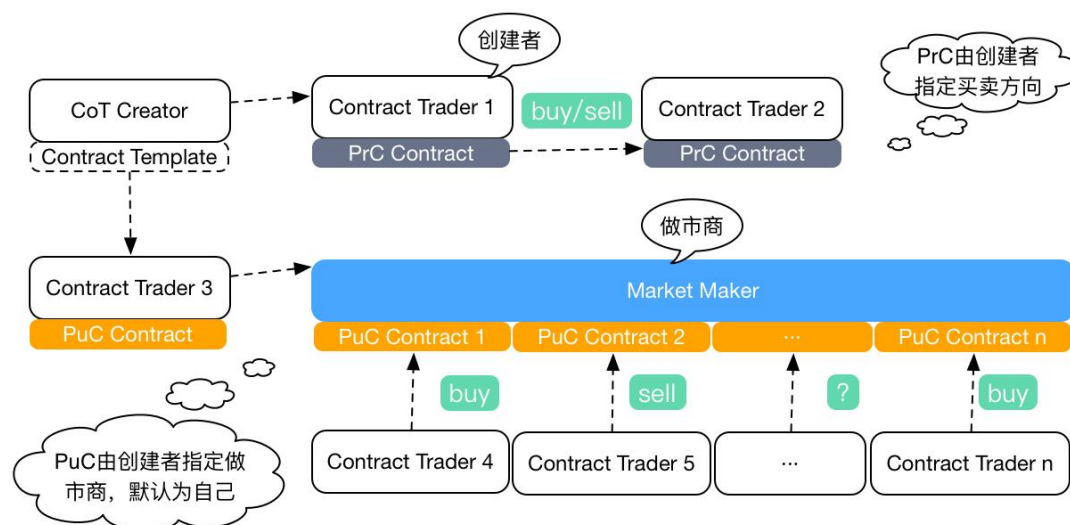 创建者
PrC由创建者
指定买卖方向
CoT Creator
Contract Template
Contract Trader 1
PrC Contract
buy/sell
Contract Trader 2
PrC Contract
做市商
Contract Trader 3
PuC Contract
Market Maker
PuC Contract 1
PuC Contract 2
...
PuC Contract n
buy
sell
?
buy
PuC由创建者指定做
市商，默认为自己
Contract Trader 4
Contract Trader 5
...
Contract Trader n